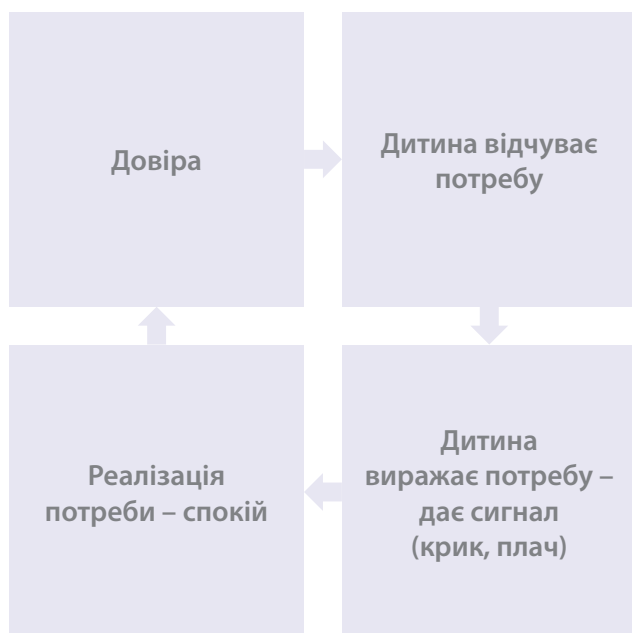 Довіра
Дитина відчуває
потребу
Реалізація
потреби – спокій
Дитина
виражає потребу –
дає сигнал
(крик, плач)